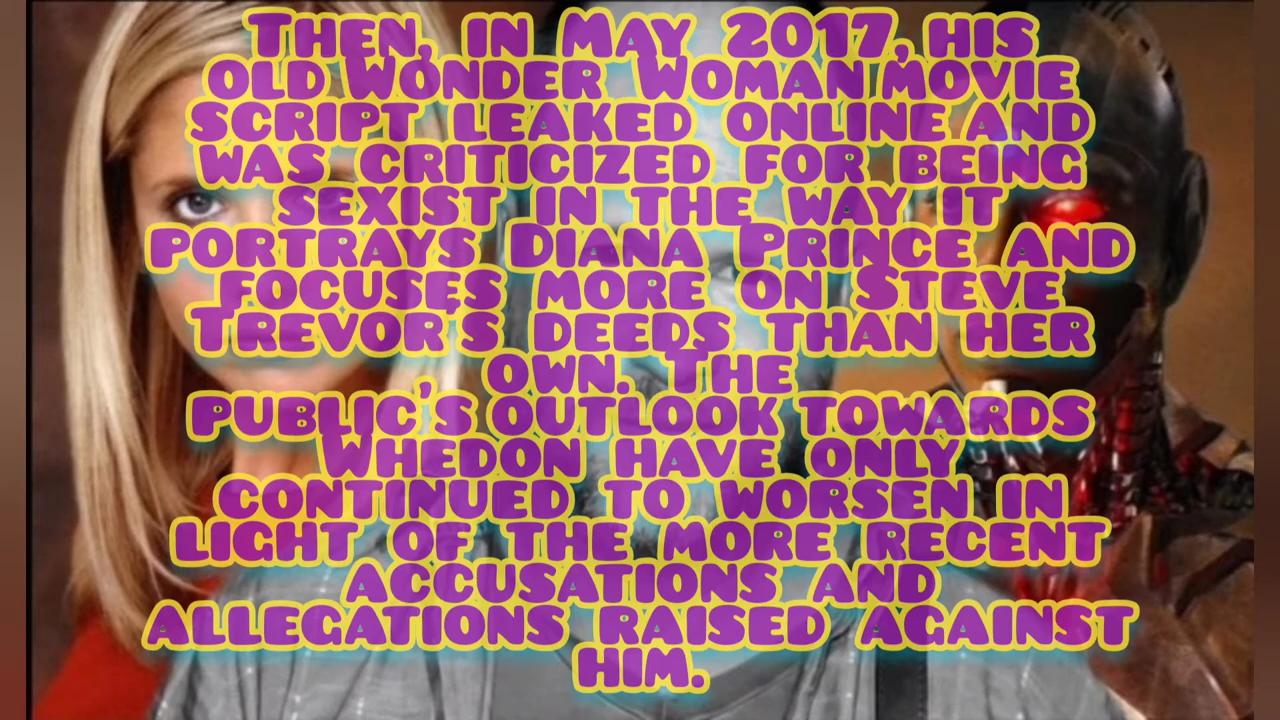 Then, in May 2017, his
old Wonder Woman movie
script leaked online and
was criticized for being
sexist in the way it
portrays Diana Prince and
focuses more on Steve
Trevor's deeds than her
own. The
public's outlook towards
Whedon have only
continued to worsen in
light of the more recent
accusations and
allegations raised against
him.